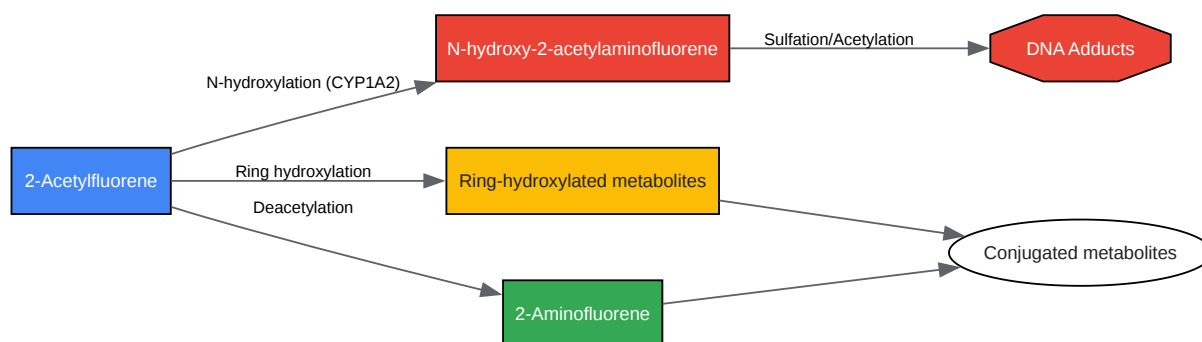 N-hydroxy-2-acetylaminofluorene
Sulfation/Acetylation
DNA Adducts
N-hydroxylation (CYP1A2)
2-Acetylfluorene
Ring hydroxylation
Ring-hydroxylated metabolites
Deacetylation
Conjugated metabolites
2-Aminofluorene